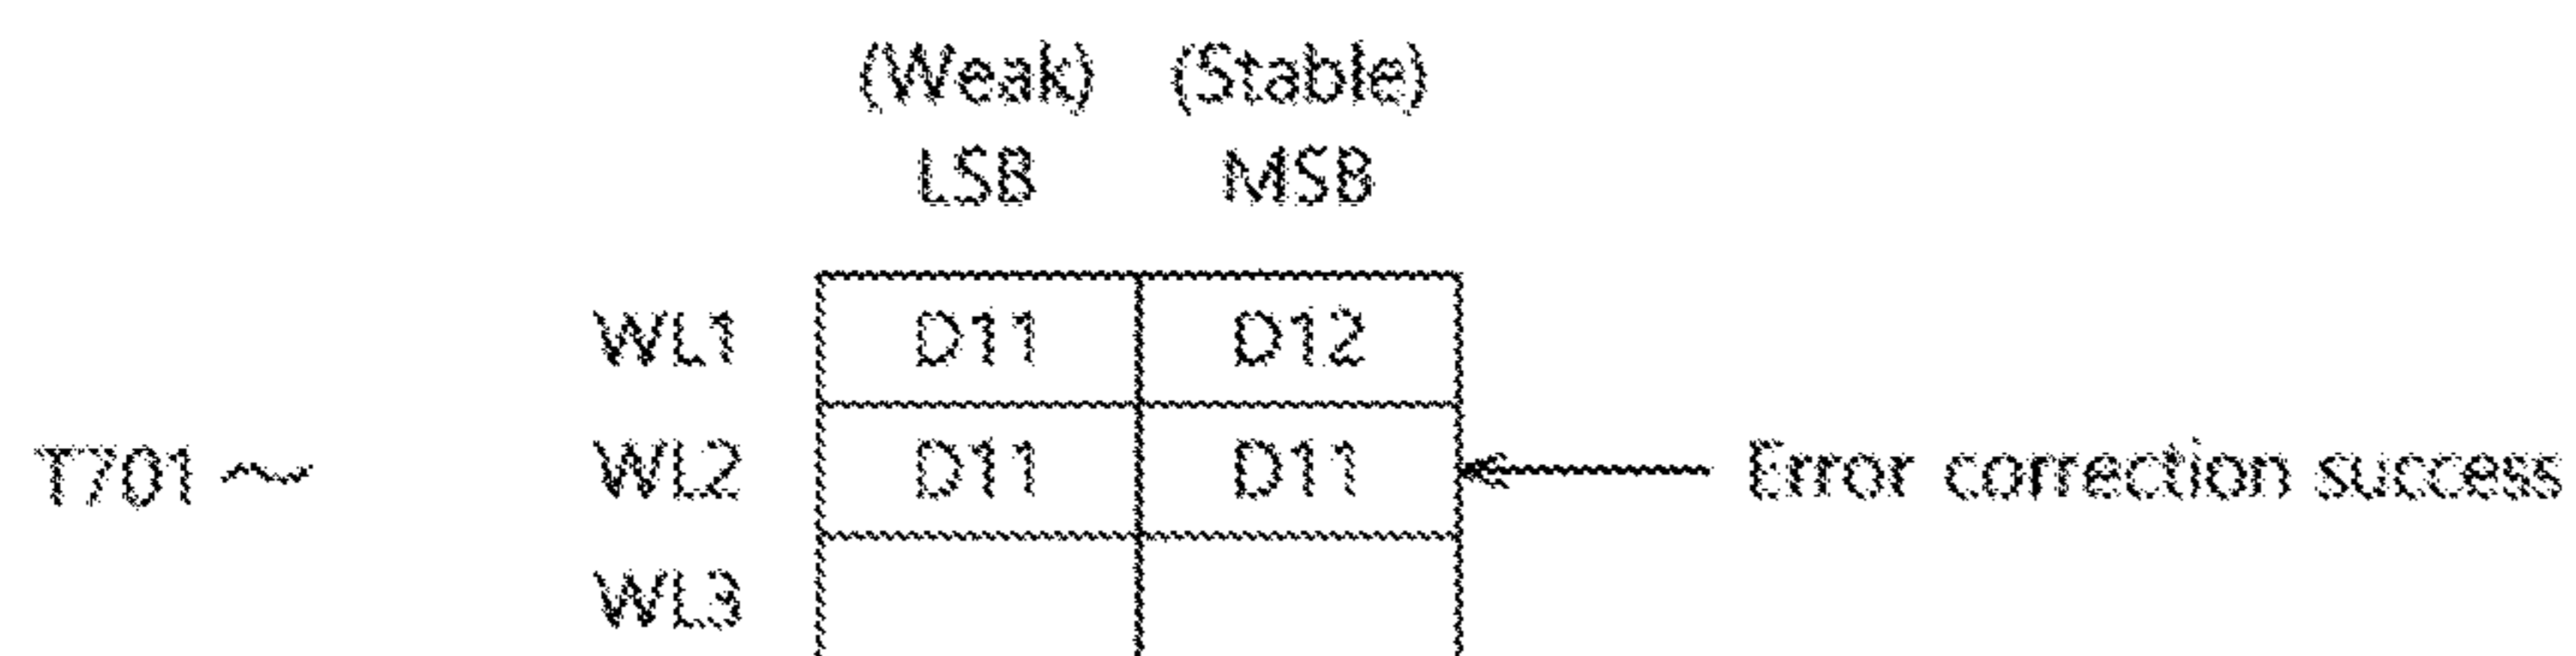 (Weak) (Stable)
LSB MSB
WL1 D11 D12
T701 WL2 D11 D11 Error correction success
WL3